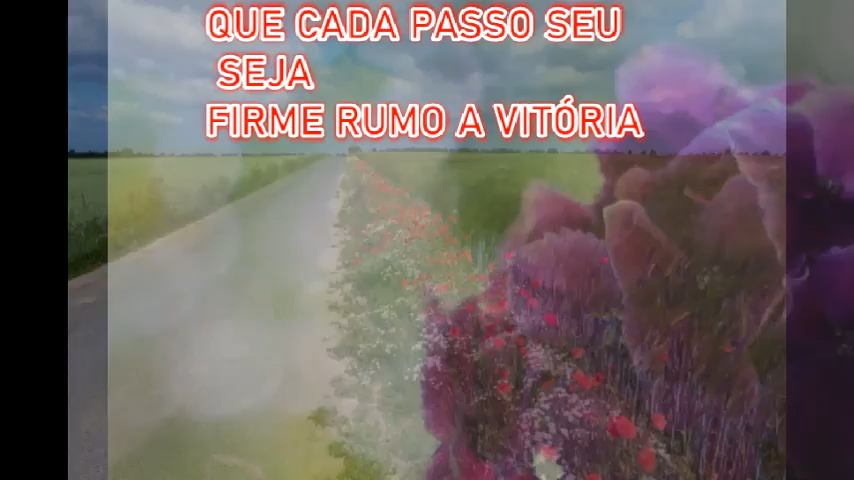 QUE CADA PASSO SEU
SEJA
FIRME RUMO A VITÓRIA